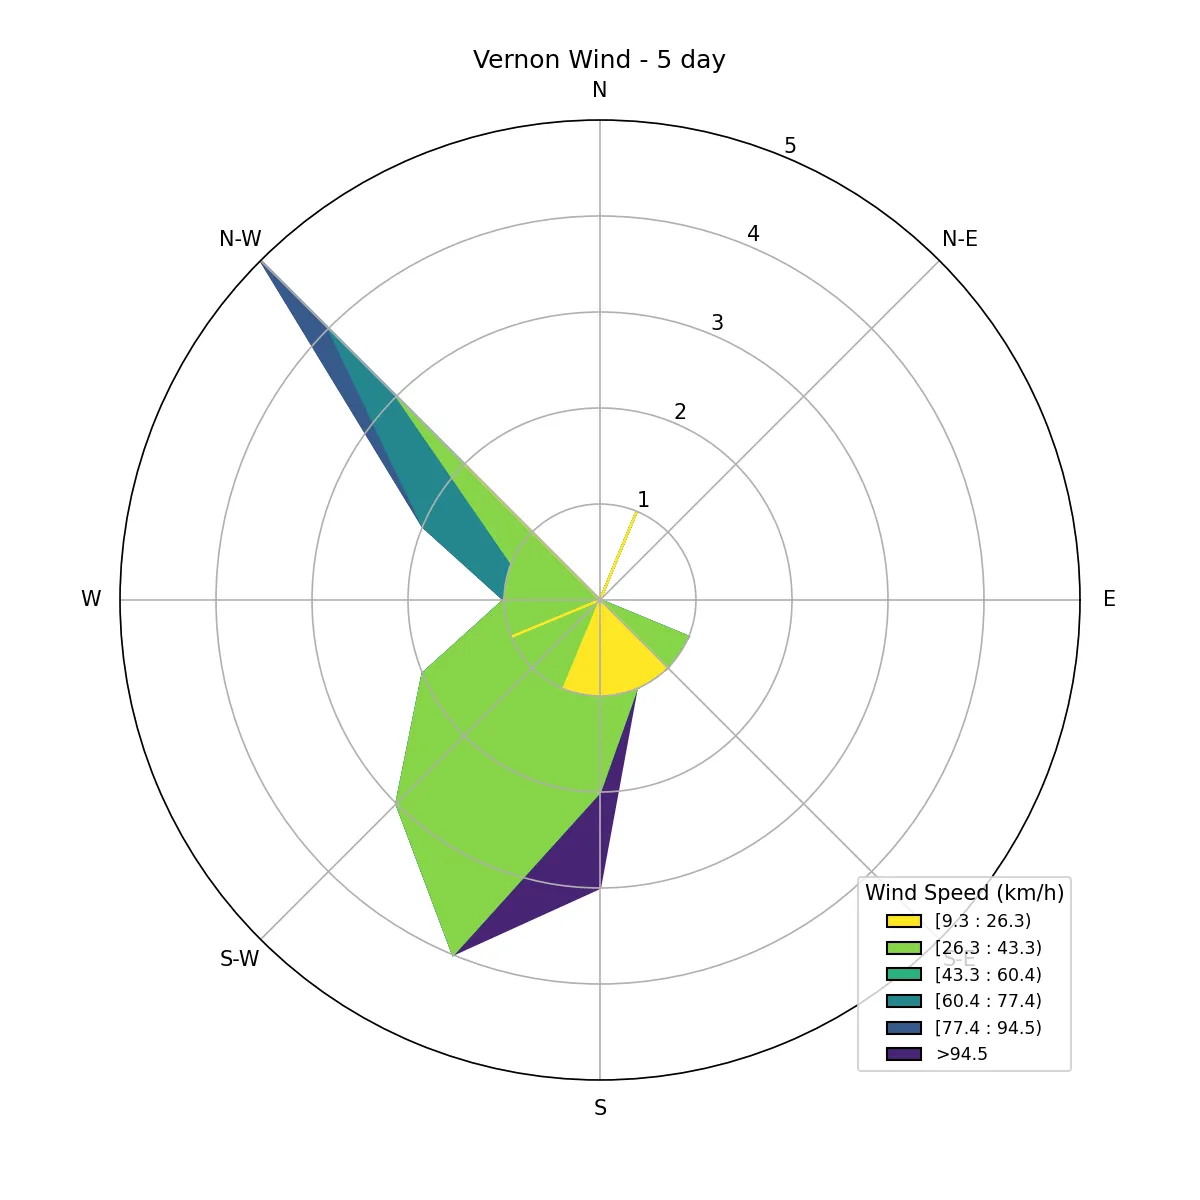 Vernon Wind - 5 day
N
5
N-W
N-E
4
3
2
1
W
E
Wind Speed (km/h)
[9.3 : 26.3)
[26.3 : 43.3)
S-W
S-E
[43.3 : 60.4)
[60.4 : 77.4)
[77.4 : 94.5)
>94.5
S